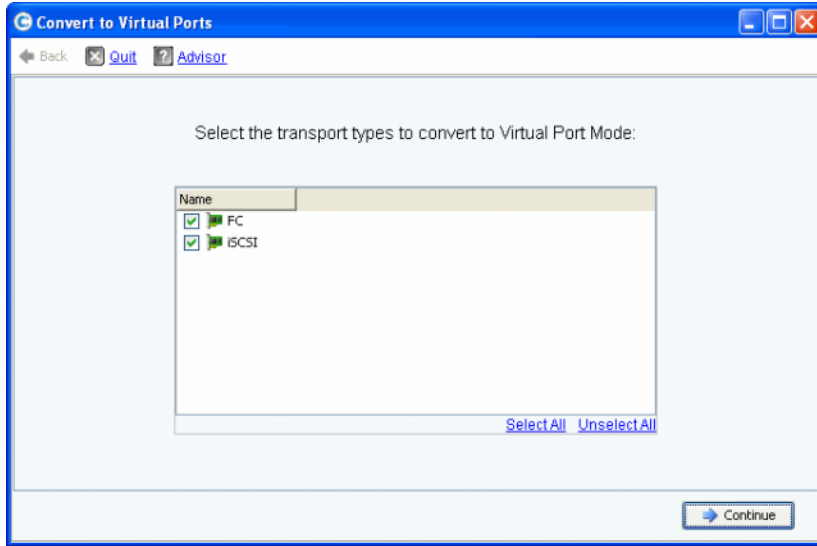 Convert to Virtual Ports
Back Quit ? Advisor
Select the transport types to convert to Virtual Port Mode:
Name
FC
iSCSI
Select All Unselect All
Continue